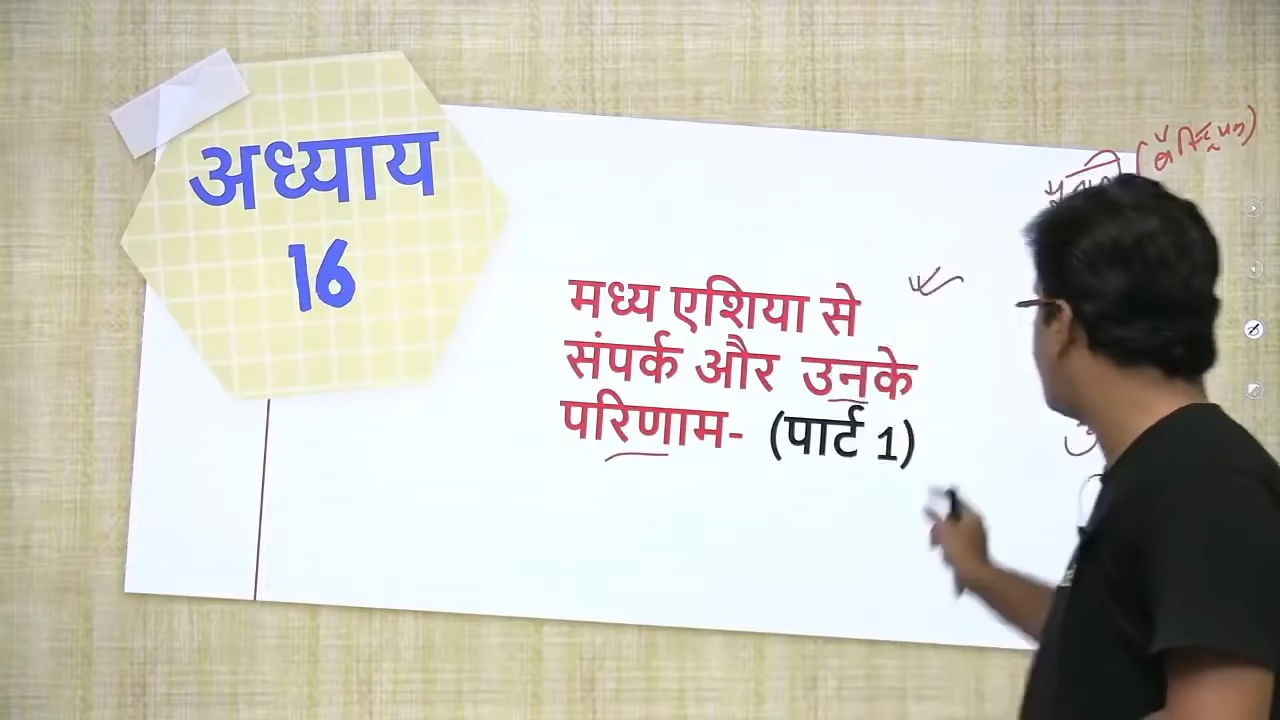 अध्याय
16
मध्य एशिया से
संपर्क और उनके
परिणाम- (पार्ट 1)